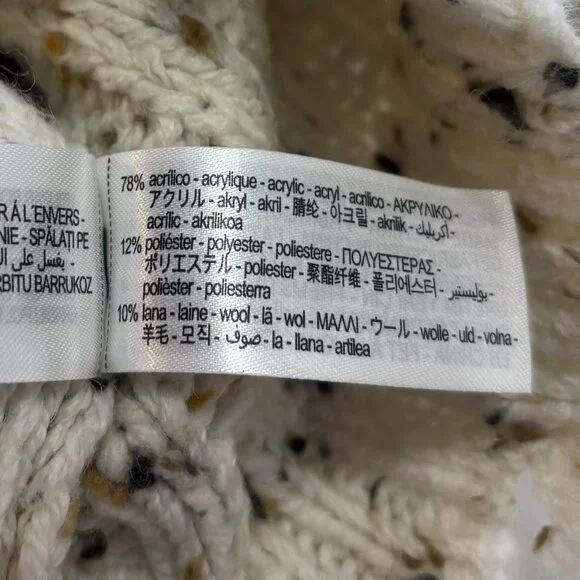 R Á L'ENVERS -
NIE - SPĂLAȚI PE
يغسل على ال
RBITU BARRUKOZ
78% acrílico - acrylique - acrylic - acryl - acrilico - ΑΚΡΥΛΙΚΟ -
アクリル - akryl - akril - 腈纶 - 아크릴 - akrilik - أكريليك -
acrílic - akrilikoa
12% poliéster - polyester - poliestere - ΠΟΛΥΕΣΤΕΡΑΣ -
ポリエステル - poliester - 聚酯纤维 - 폴리에스터 - بوليستير -
polièster - poliesterra
10% lana - laine - wool - lã - wol - ΜΑΛΛΙ - ウール - wolle - uld - volna -
羊毛 - 모직 - صوف - la - llana - artilea